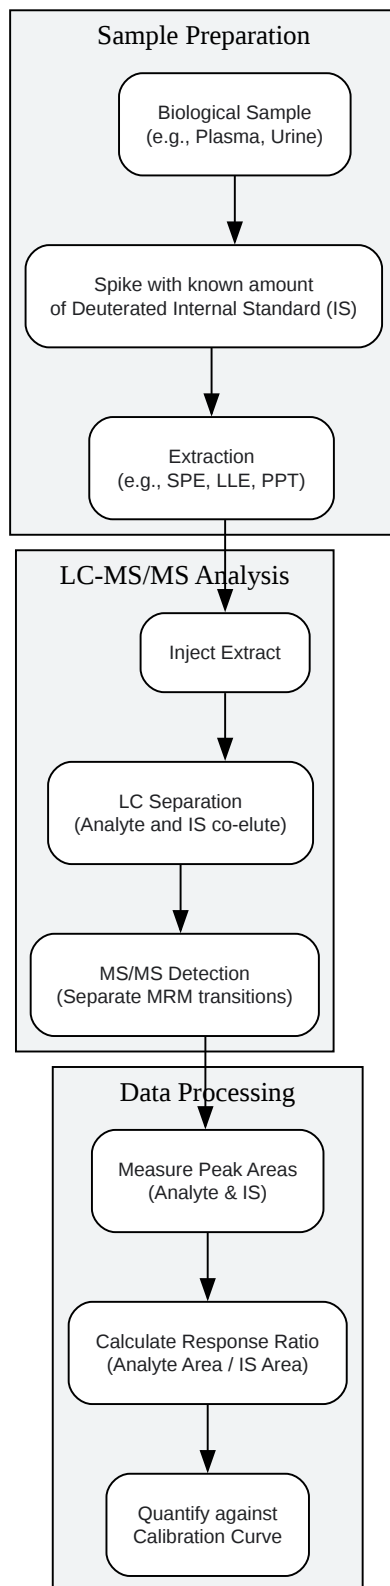 Sample Preparation
Biological Sample
(e.g., Plasma, Urine)
Spike with known amount
of Deuterated Internal Standard (IS)
Extraction
(e.g., SPE, LLE, PPT)
LC-MS/MS Analysis
Inject Extract
LC Separation
(Analyte and IS co-elute)
MS/MS Detection
(Separate MRM transitions)
Data Processing
Measure Peak Areas
(Analyte & IS)
Calculate Response Ratio
(Analyte Area / IS Area)
Quantify against
Calibration Curve